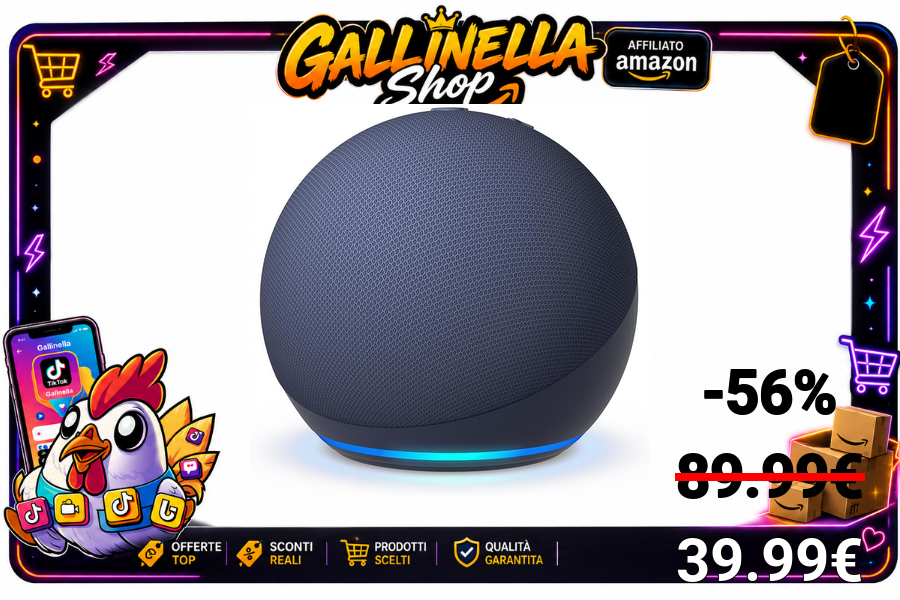 GALLINELLA
Shop
AFFILIATO
amazon
Gallinella
TikTok
Gallinella
-56%
89.99€
39.99€
OFFERTE
TOP
SCONTI
REALI
PRODOTTI
SCELTI
QUALITÀ
GARANTITA